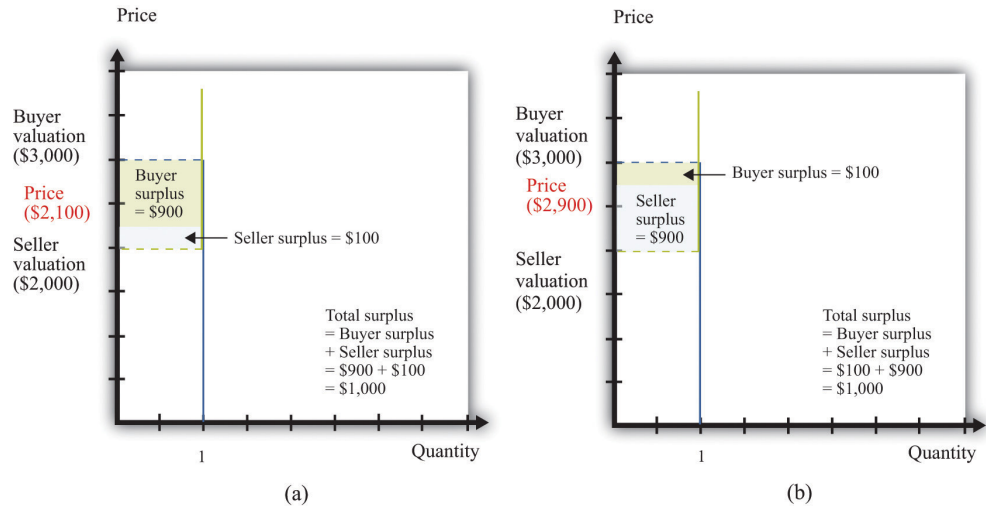 Price
Buyer
valuation
($3,000)
Price
($2,100)
Seller
valuation
($2,000)
Buyer
surplus
= $900
Seller surplus = $100
Total surplus
= Buyer surplus
+ Seller surplus
= $900 + $100
= $1,000
1
Quantity
(a)
Price
Buyer
valuation
($3,000)
Price
($2,900)
Seller
valuation
($2,000)
Buyer surplus = $100
Seller
surplus
= $900
Total surplus
= Buyer surplus
+ Seller surplus
= $100 + $900
= $1,000
1
Quantity
(b)